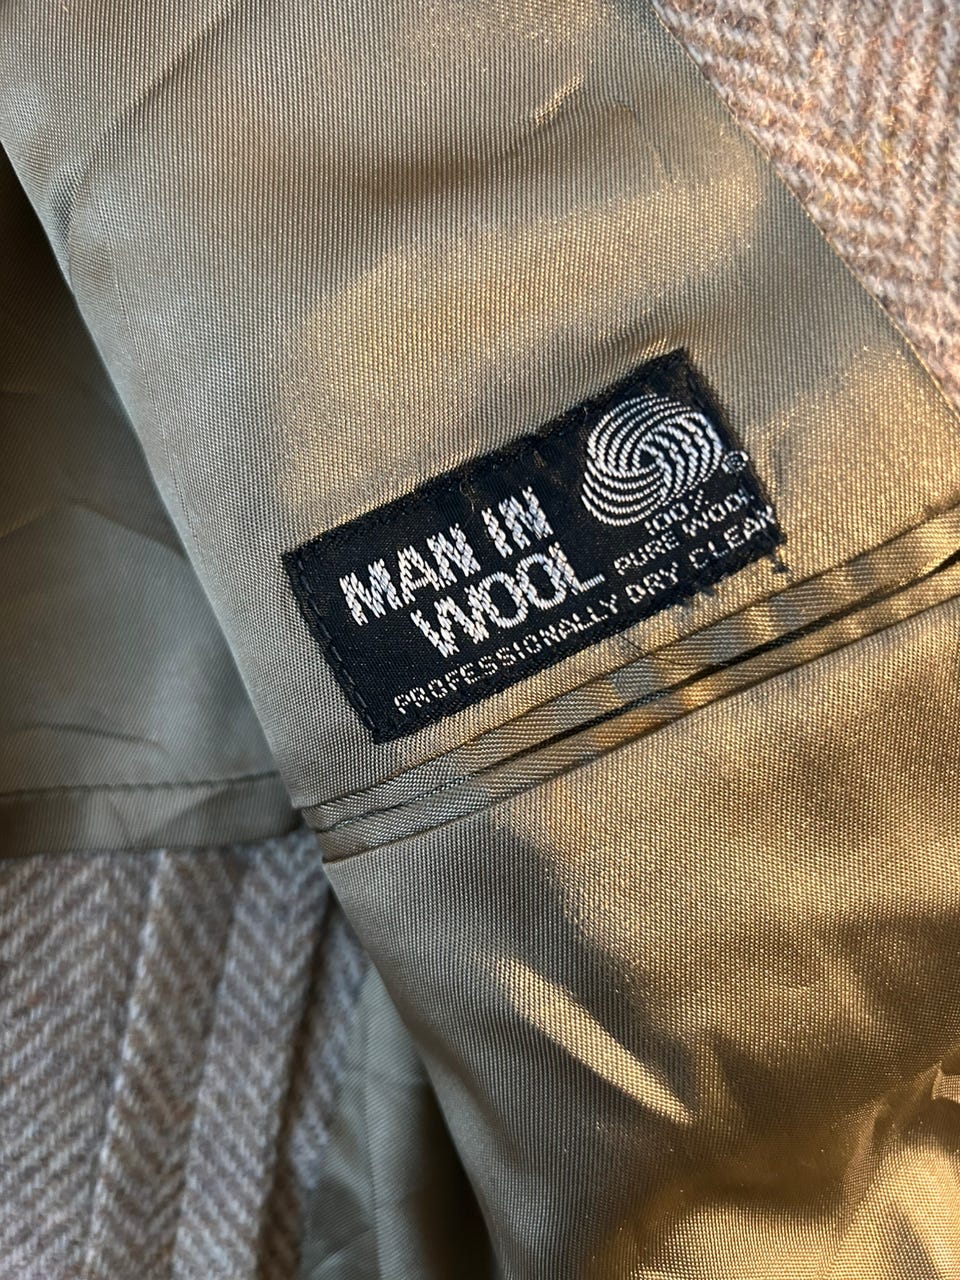 MAN IN
WOOL
®
100%
PURE WOOL
PROFESSIONALLY DRY CLEAN